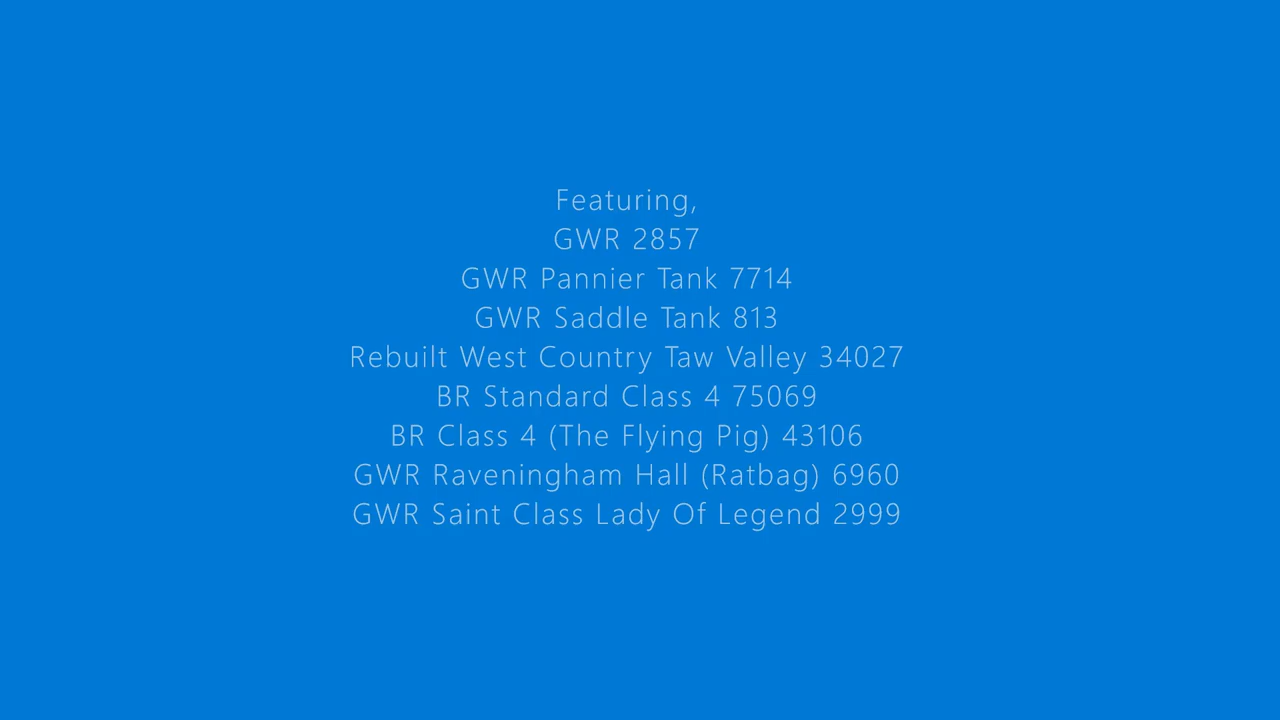 Featuring,
GWR 2857
GWR Pannier Tank 7714
GWR Saddle Tank 813
Rebuilt West Country Taw Valley 34027
BR Standard Class 4 75069
BR Class 4 (The Flying Pig) 43106
GWR Raveningham Hall (Ratbag) 6960
GWR Saint Class Lady Of Legend 2999